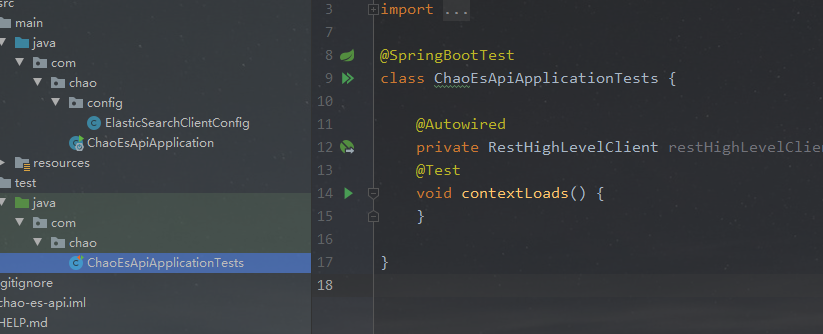 src
main
java
com
chao
config
ElasticSearchClientConfig
ChaoEsApiApplication
resources
test
java
com
chao
ChaoEsApiApplicationTests
gitignore
chao-es-api.iml
HELP.md
3 import ...
7
8 @SpringBootTest
9 class ChaoEsApiApplicationTests {
10
11 @Autowired
12 private RestHighLevelClient restHighLevelClie
13 @Test
14 void contextLoads() {
15 }
16
17 }
18